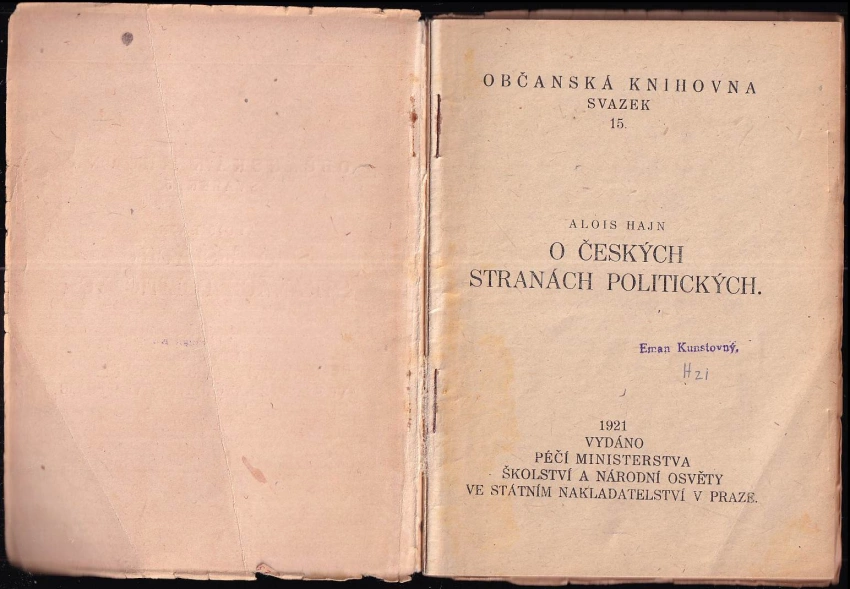 OBČANSKÁ KNIHOVNA
SVAZEK
15.
ALOIS HAJN
O ČESKÝCH
STRANÁCH POLITICKÝCH.
Eman Kunstovný,
H21
1921
VYDÁNO
PÉČÍ MINISTERSTVA
ŠKOLSTVÍ A NÁRODNÍ OSVĚTY
VE STÁTNÍM NAKLADATELSTVÍ V PRAZE.